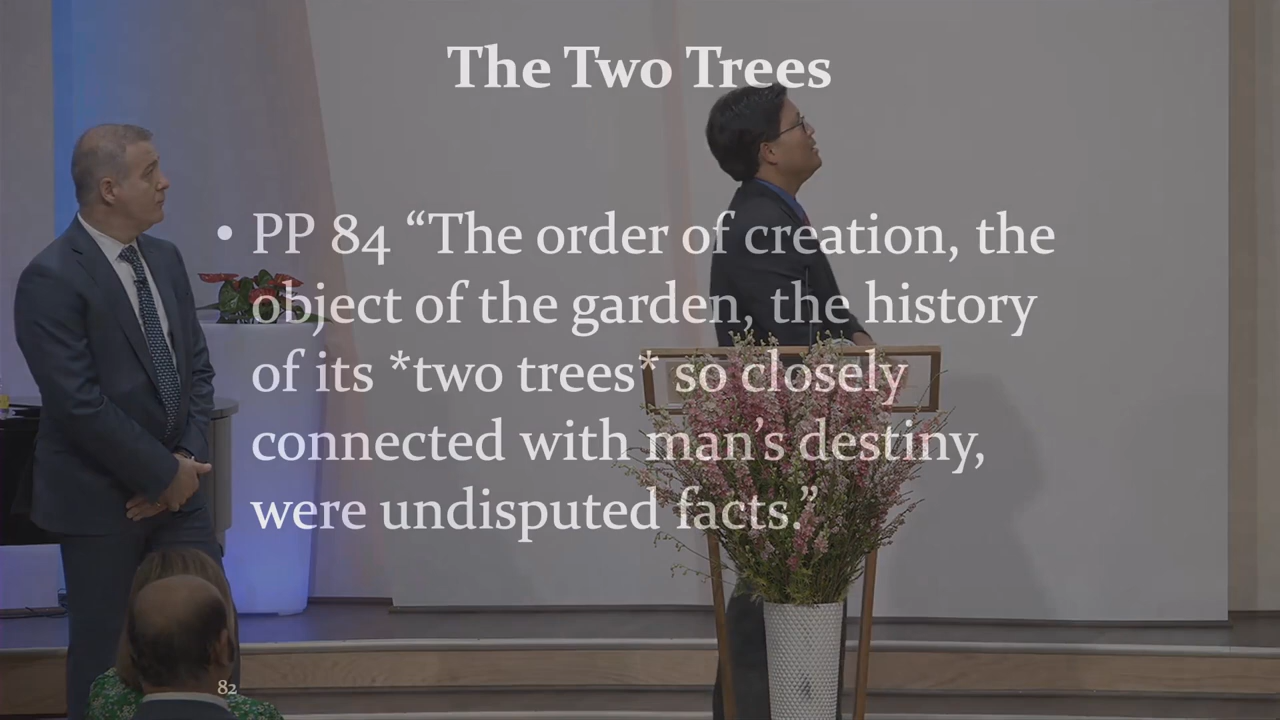 The Two Trees
• PP 84 “The order of creation, the
object of the garden, the history
of its *two trees* so closely
connected with man’s destiny,
were undisputed facts.”
82